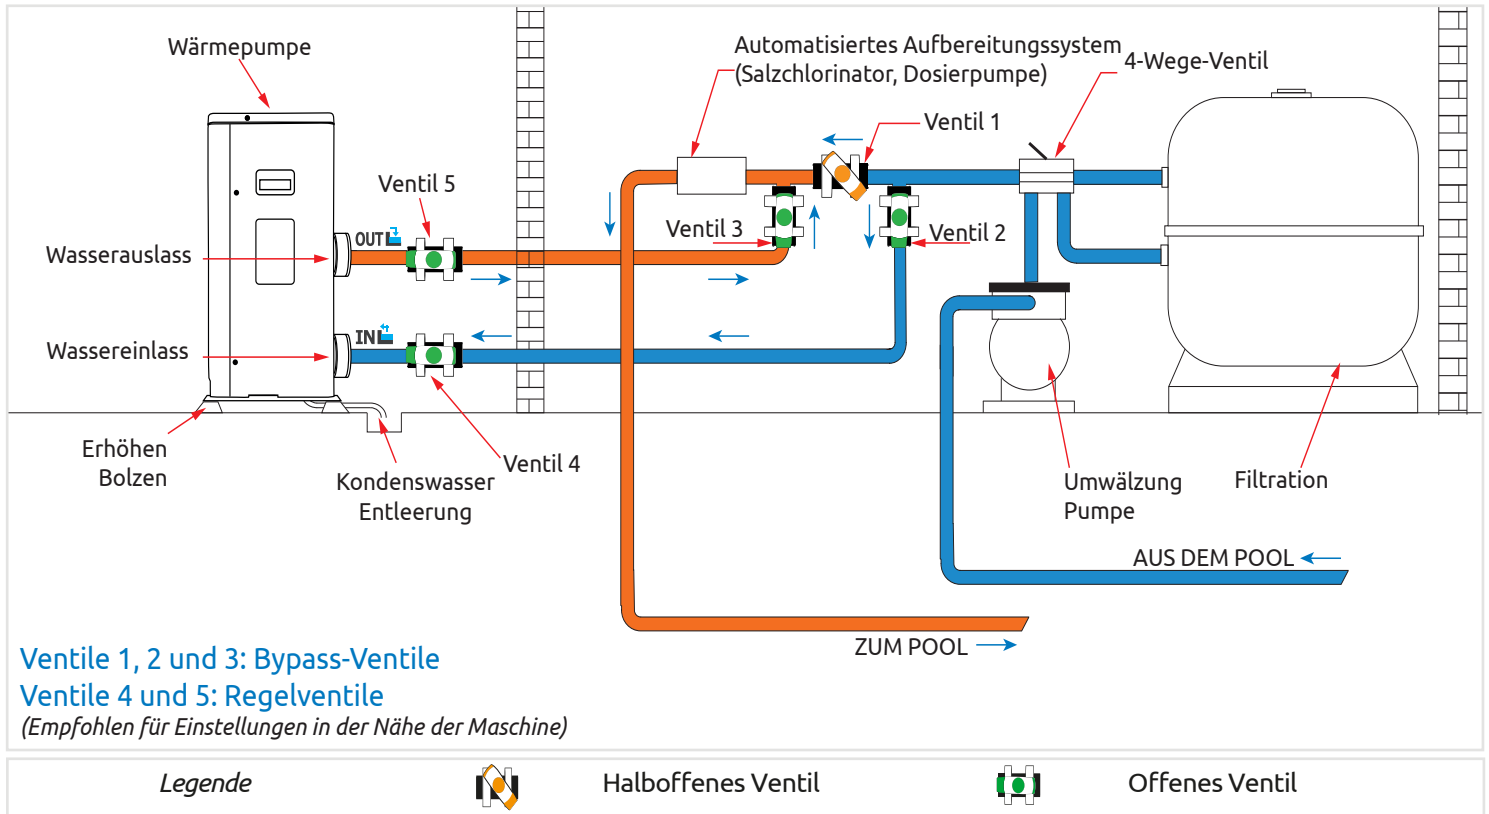 Wärmepumpe
Automatisiertes Aufbereitungssystem
(Salzchlorinator, Dosierpumpe)
4-Wege-Ventil
Ventil 1
Ventil 5
Ventil 3
Ventil 2
OUT
Wasserauslass
IN
Wassereinlass
Erhöhen
Bolzen
Kondenswasser
Entleerung
Ventil 4
Umwälzung
Pumpe
Filtration
AUS DEM POOL
ZUM POOL
Ventile 1, 2 und 3: Bypass-Ventile
Ventile 4 und 5: Regelventile
(Empfohlen für Einstellungen in der Nähe der Maschine)
Legende
Halboffenes Ventil
Offenes Ventil